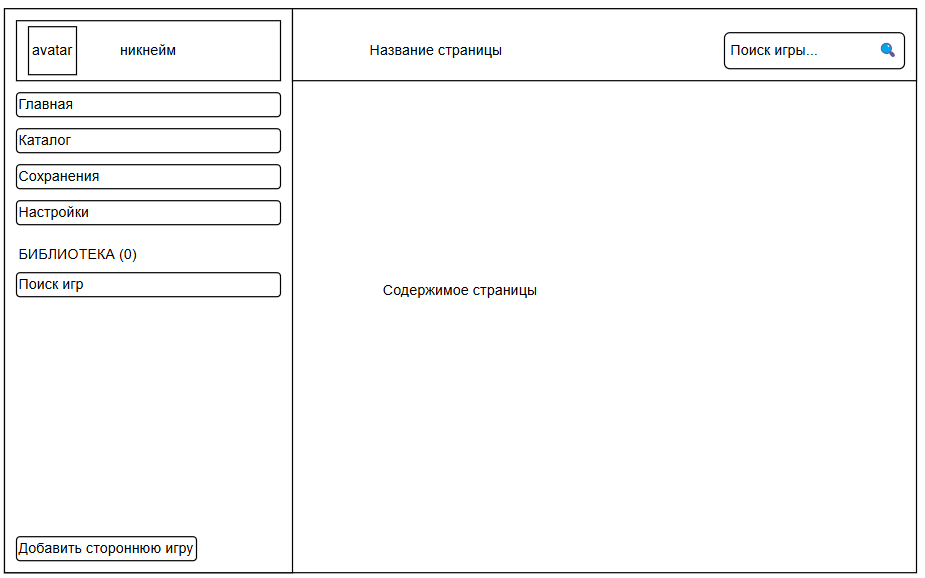 avatar
никнейм
Название страницы
Поиск игры...
Главная
Каталог
Сохранения
Настройки
БИБЛИОТЕКА (0)
Поиск игр
Содержимое страницы
Добавить стороннюю игру